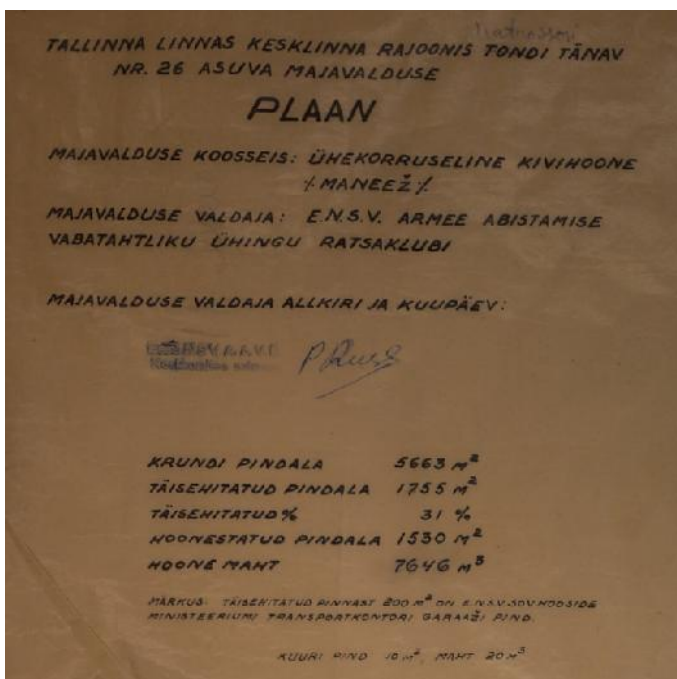 TALLINNA LINNAS KESKLINNA RAJOONIS TONDI TÄNAV
NR. 26 ASUVA MAJAVALDUSE
PLAAN
MAJAVALDUSE KOOSSEIS: ÜHEKORRUSELINE KIVIHOONE
/MANEEŽ/
MAJAVALDUSE VALDAJA: E.N.S.V. ARMEE ABISTAMISE
VABATAHTLIKU ÜHINGU RATSAKLUBI
MAJAVALDUSE VALDAJA ALLKIRI JA KUUPÄEV:
KRUNDI PINDALA 5663 M²
TÄISEHITATUD PINDALA 1755 M²
TÄISEHITATUD % 31 %
HOONESTATUD PINDALA 1530 M²
HOONE MAHT 7646 M³
MÄRKUS: TÄISEHITATUD PINNAST 200 M² ON E.N.S.V. SOVHOOSIDE
MINISTEERIUMI TRANSPORTKONTORI GARAAŽI PIND.
KUURI PIND 10 M², MAHT 20 M³